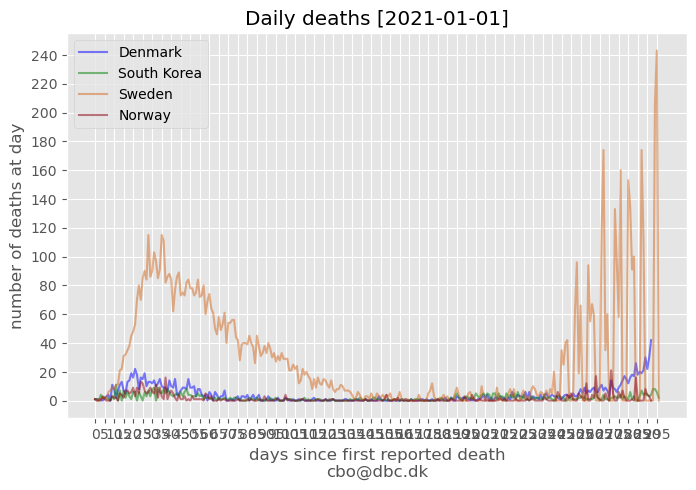 Daily deaths [2021-01-01]
Denmark
South Korea
Sweden
Norway
240
220
200
180
160
140
120
100
80
60
40
20
0
number of deaths at day
days since first reported death
cbo@dbc.dk